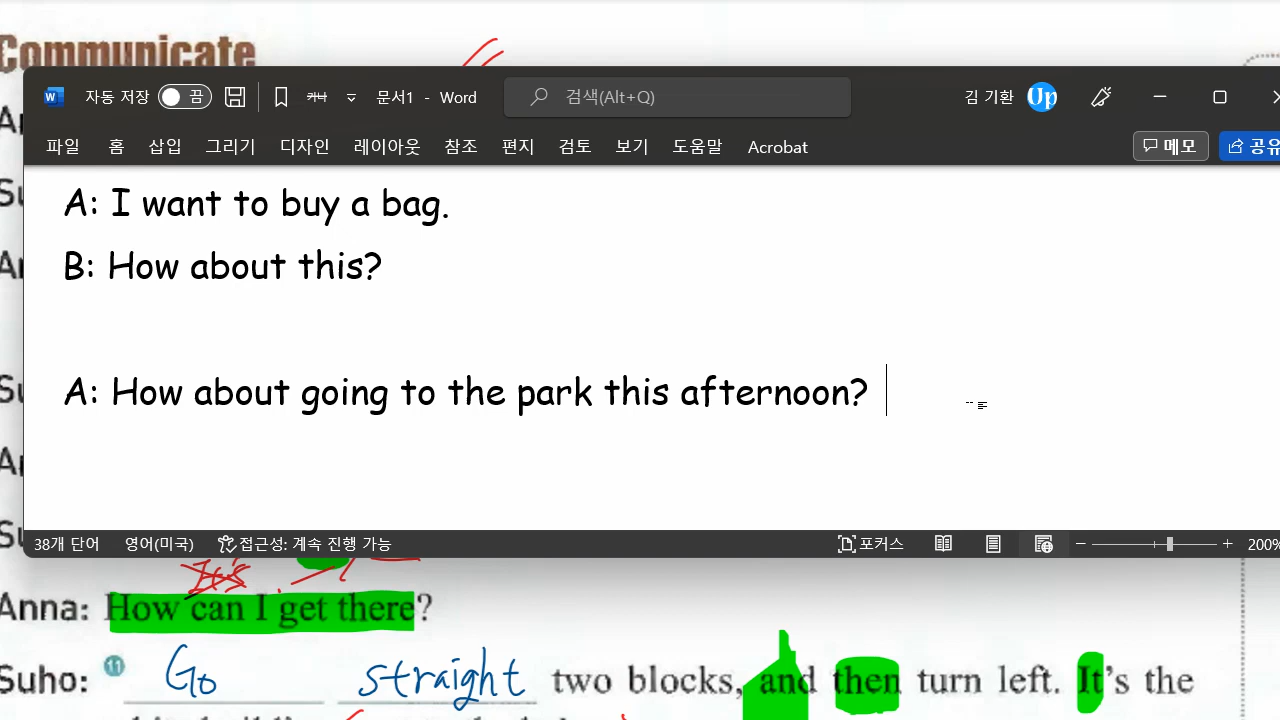 Communicate
자동 저장 끔 가나 문서1 - Word 검색(Alt+Q) 김 기환 Up
파일 홈 삽입 그리기 디자인 레이아웃 참조 편지 검토 보기 도움말 Acrobat 메모 공유
A: I want to buy a bag.
B: How about this?
A: How about going to the park this afternoon?
38개 단어 영어(미국) 접근성: 계속 진행 가능 포커스 200%
It's
Anna: How can I get there?
Suho: 11 Go straight two blocks, and then turn left. It's the